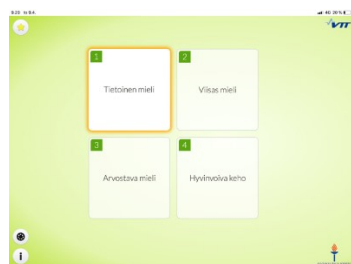 VTT
1
Tietoinen mieli
2
Viisas mieli
3
Arvostava mieli
4
Hyvinvoiva keho